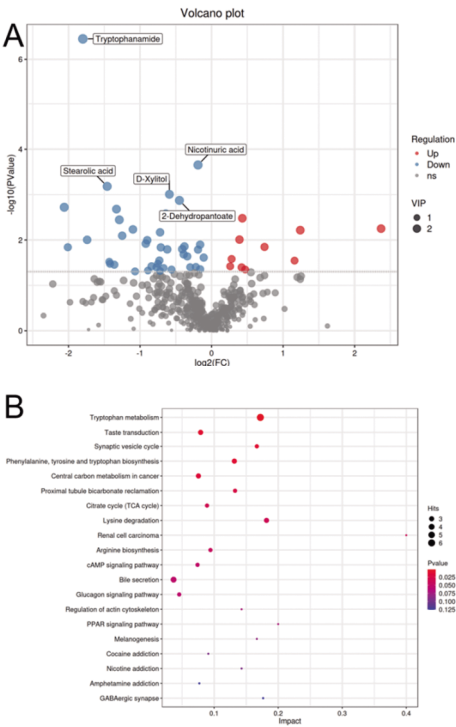 Volcano plot
A
Tryptophanamide
Nicotinuric acid
Stearolic acid
D-Xylitol
2-Dehydropantoate
-log10(PValue)
6
4
2
0
-2
-1
0
1
2
log2(FC)
Regulation
Up
Down
ns
VIP
1
2
B
Tryptophan metabolism
Taste transduction
Synaptic vesicle cycle
Phenylalanine, tyrosine and tryptophan biosynthesis
Central carbon metabolism in cancer
Proximal tubule bicarbonate reclamation
Citrate cycle (TCA cycle)
Lysine degradation
Renal cell carcinoma
Arginine biosynthesis
cAMP signaling pathway
Bile secretion
Glucagon signaling pathway
Regulation of actin cytoskeleton
PPAR signaling pathway
Melanogenesis
Cocaine addiction
Nicotine addiction
Amphetamine addiction
GABAergic synapse
0.1
0.2
0.3
0.4
Impact
Hits
3
4
5
6
Pvalue
0.025
0.050
0.075
0.100
0.125